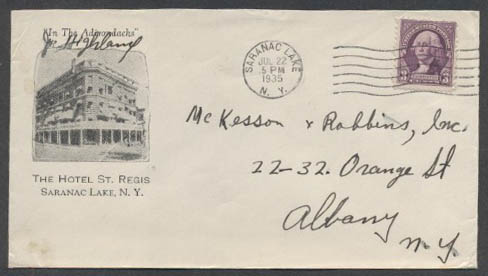 "In The Adirondacks"
THE HOTEL ST. REGIS
SARANAC LAKE, N. Y.
SARANAC LAKE
JUL 22
5 PM
1935
N. Y.
3
McKesson & Robbins, Inc.
22-32. Orange St
Albany
N.Y.